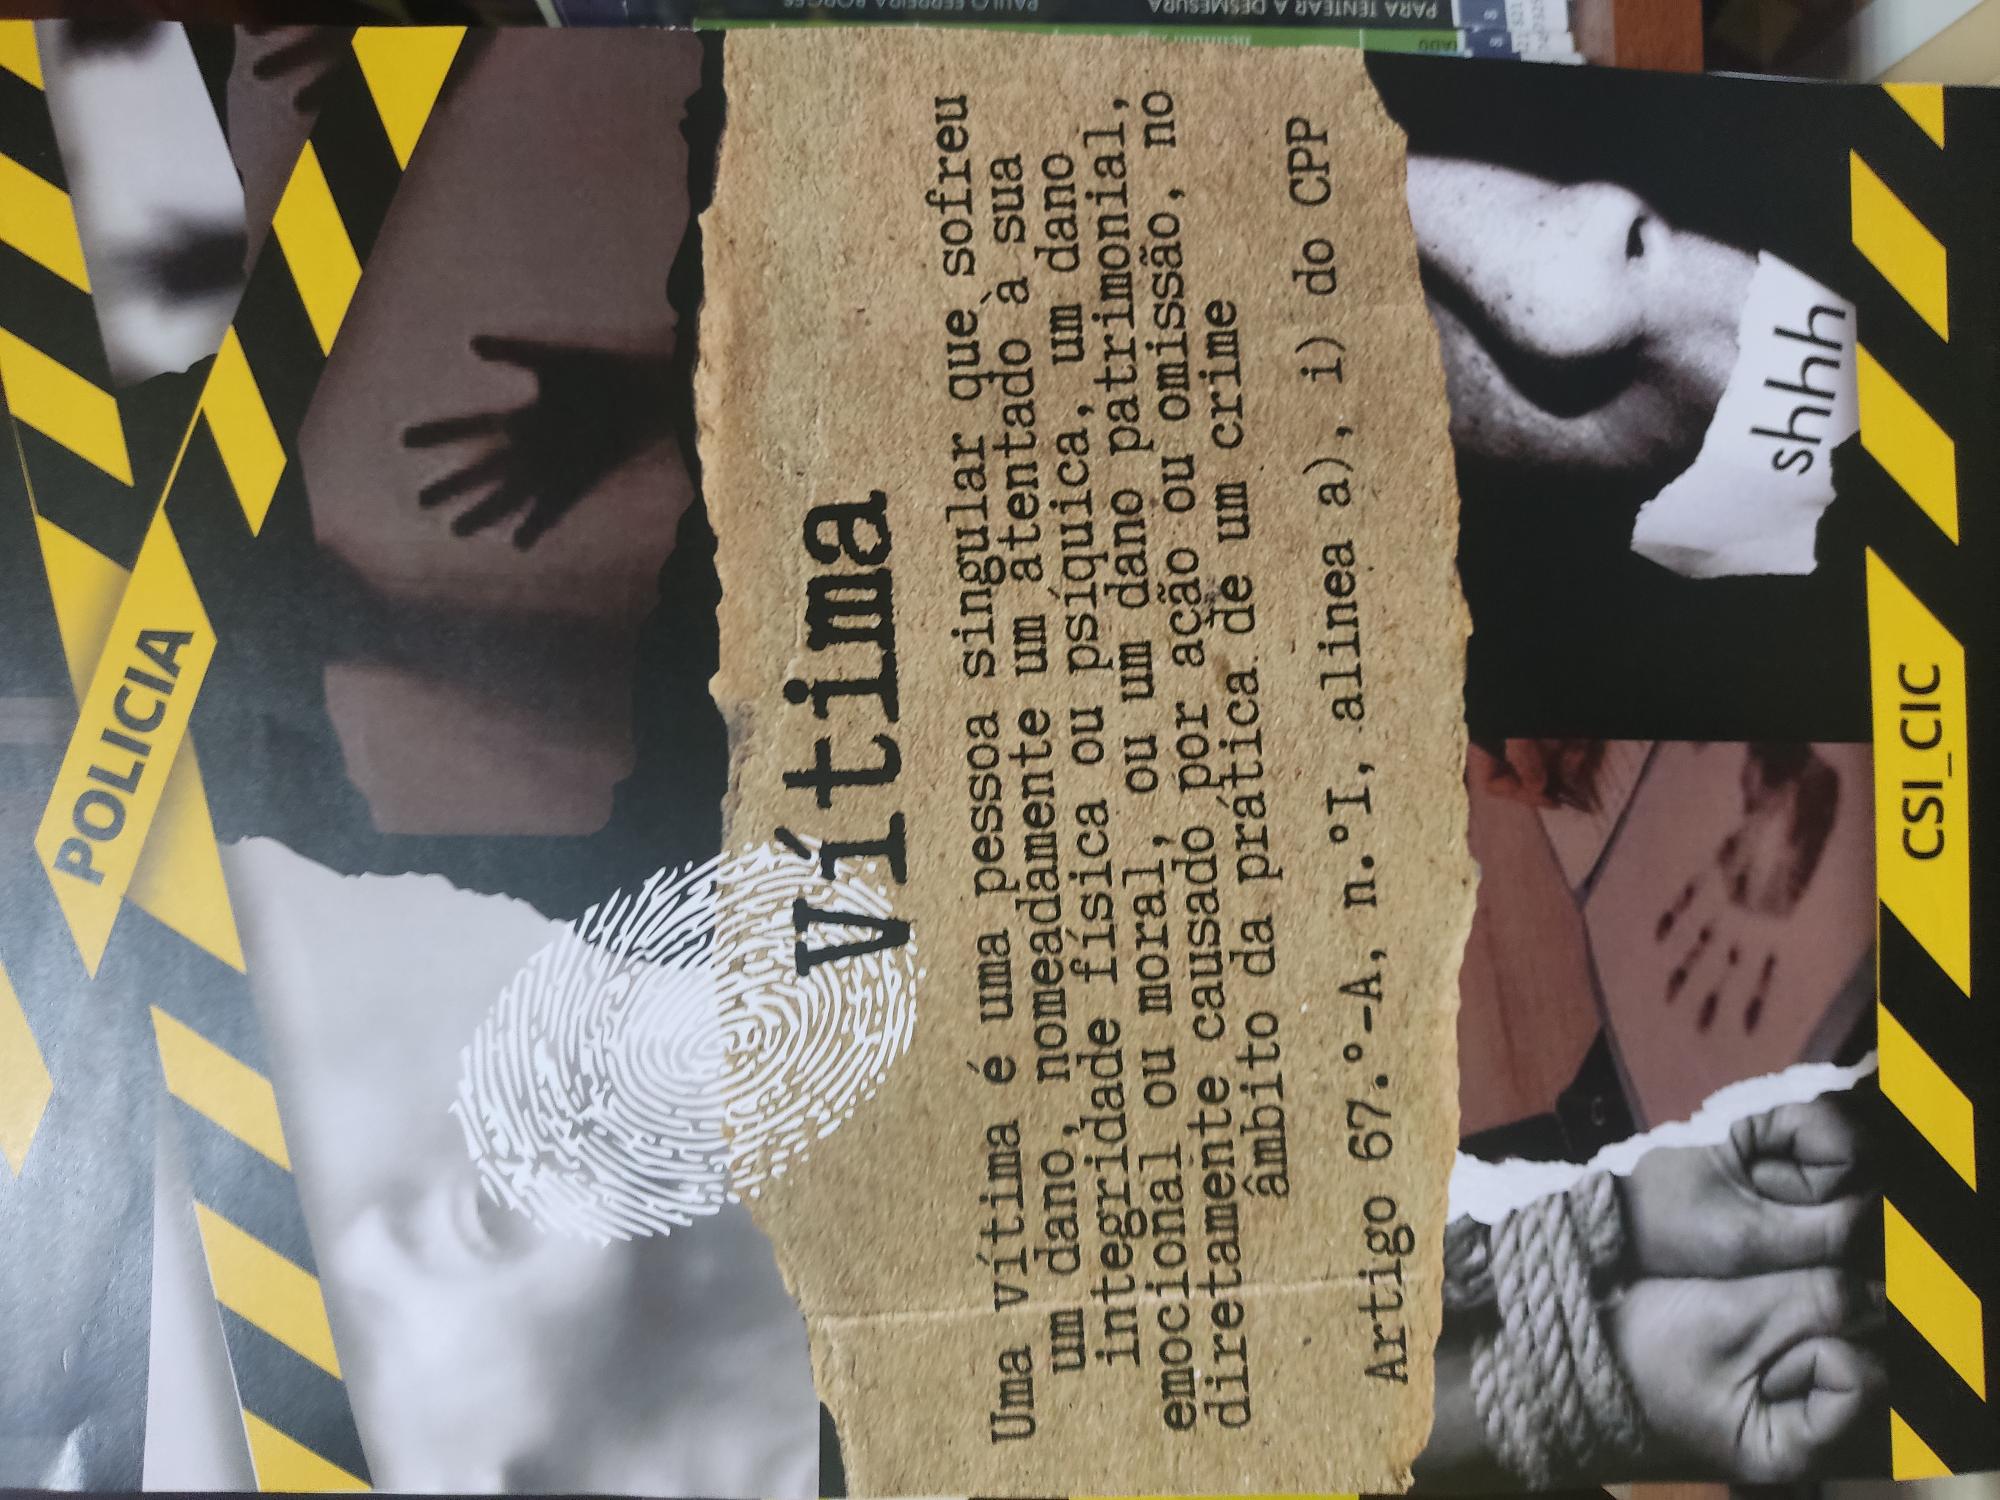 POLICIA
vítima
Uma vítima é uma pessoa singular que sofreu
um dano, nomeadamente um atentado à sua
integridade física ou psíquica, um dano
emocional ou moral, ou um dano patrimonial,
diretamente causado por ação ou omissão, no
âmbito da prática de um crime
Artigo 67.º-A, n.ºI, alinea a), i) do CPP
shhh
CSI_CIC
PARA TENTEAR A DESMESURA
PAULO FERREIRA BORGES